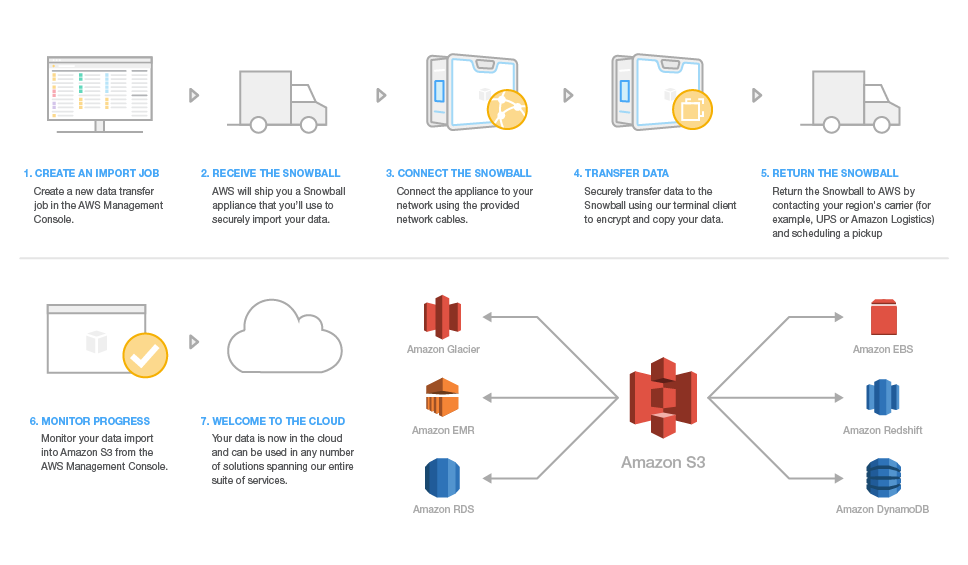 1. CREATE AN IMPORT JOB
Create a new data transfer
job in the AWS Management
Console.
2. RECEIVE THE SNOWBALL
AWS will ship you a Snowball
appliance that you'll use to
securely import your data.
3. CONNECT THE SNOWBALL
Connect the appliance to your
network using the provided
network cables.
4. TRANSFER DATA
Securely transfer data to the
Snowball using our terminal client
to encrypt and copy your data.
5. RETURN THE SNOWBALL
Return the Snowball to AWS by
contacting your region's carrier (for
example, UPS or Amazon Logistics)
and scheduling a pickup
6. MONITOR PROGRESS
Monitor your data import
into Amazon S3 from the
AWS Management Console.
7. WELCOME TO THE CLOUD
Your data is now in the cloud
and can be used in any number
of solutions spanning our entire
suite of services.
Amazon Glacier
Amazon EMR
Amazon RDS
Amazon S3
Amazon EBS
Amazon Redshift
Amazon DynamoDB